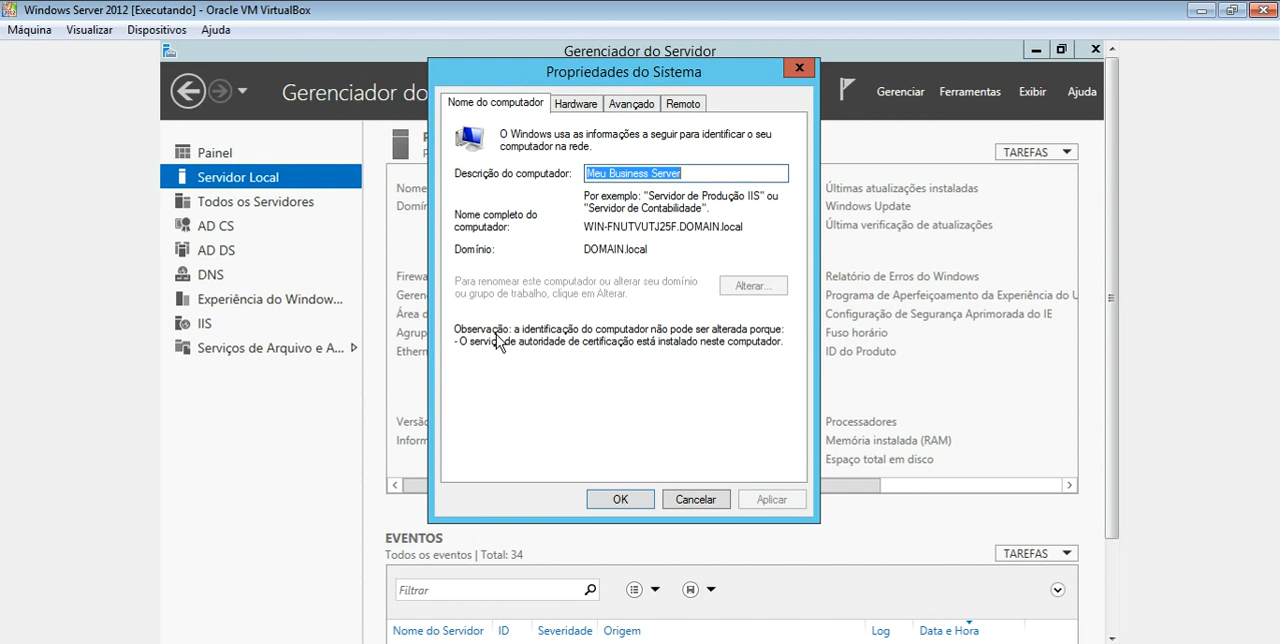 Windows Server 2012 [Executando] - Oracle VM VirtualBox
Máquina Visualizar Dispositivos Ajuda
Gerenciador do Servidor
Gerenciador do
Gerenciar Ferramentas Exibir Ajuda
Painel
Servidor Local
Todos os Servidores
AD CS
AD DS
DNS
Experiência do Window...
IIS
Serviços de Arquivo e A...
Propriedades do Sistema
Nome do computador Hardware Avançado Remoto
O Windows usa as informações a seguir para identificar o seu
computador na rede.
Descrição do computador: Meu Business Server
Por exemplo: "Servidor de Produção IIS" ou
"Servidor de Contabilidade".
Nome completo do
computador: WIN-FNUTVUTJ25F.DOMAIN.local
Domínio: DOMAIN.local
Para renomear este computador ou alterar seu domínio
ou grupo de trabalho, clique em Alterar.
Alterar...
Observação: a identificação do computador não pode ser alterada porque:
- O serviço de autoridade de certificação está instalado neste computador.
OK Cancelar Aplicar
TAREFAS
Nome
Domín
Firewa
Geren
Área d
Agrup
Ethern
Versão
Inform
Últimas atualizações instaladas
Windows Update
Última verificação de atualizações
Relatório de Erros do Windows
Programa de Aperfeiçoamento da Experiência do U
Configuração de Segurança Aprimorada do IE
Fuso horário
ID do Produto
Processadores
Memória instalada (RAM)
Espaço total em disco
EVENTOS
Todos os eventos | Total: 34
TAREFAS
Filtrar
Nome do Servidor ID Severidade Origem Log Data e Hora